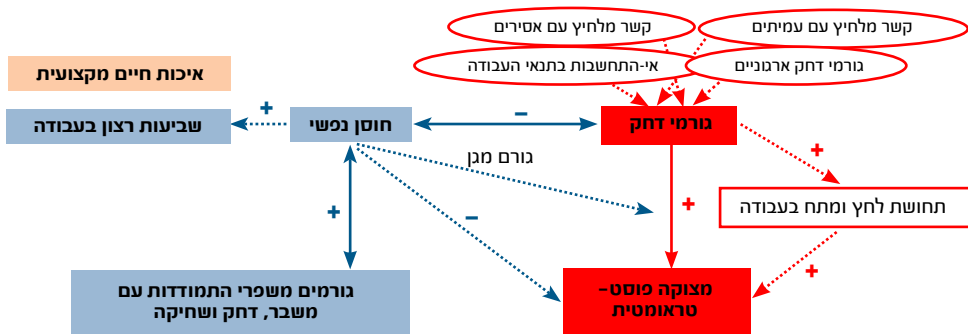 קשר מלחיץ עם עמיתים
קשר מלחיץ עם אסירים
גורמי דחק ארגוניים
אי-התחשבות בתנאי העבודה
איכות חיים מקצועית
גורמי דחק
–
חוסן נפשי
+
שביעות רצון בעבודה
גורם מגן
+
תחושת לחץ ומתח בעבודה
+
–
+
+
מצוקה פוסט-
טראומטית
גורמים משפרי התמודדות עם
משבר, דחק ושחיקה